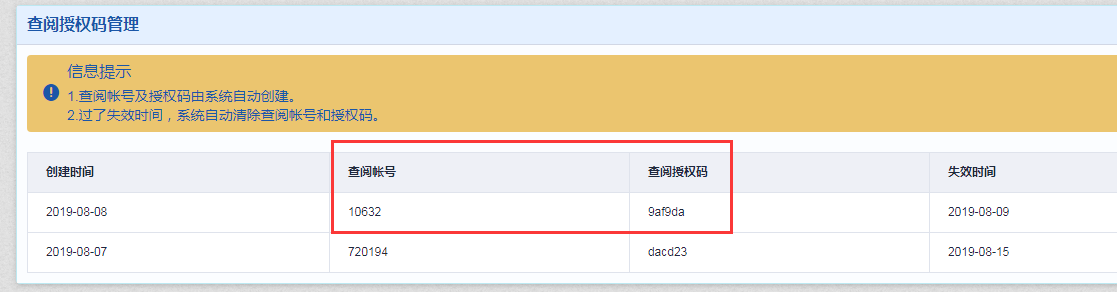 查阅授权码管理
信息提示
1.查阅帐号及授权码由系统自动创建。
2.过了失效时间，系统自动清除查阅帐号和授权码。
创建时间 查阅帐号 查阅授权码 失效时间
2019-08-08 10632 9af9da 2019-08-09
2019-08-07 720194 dacd23 2019-08-15